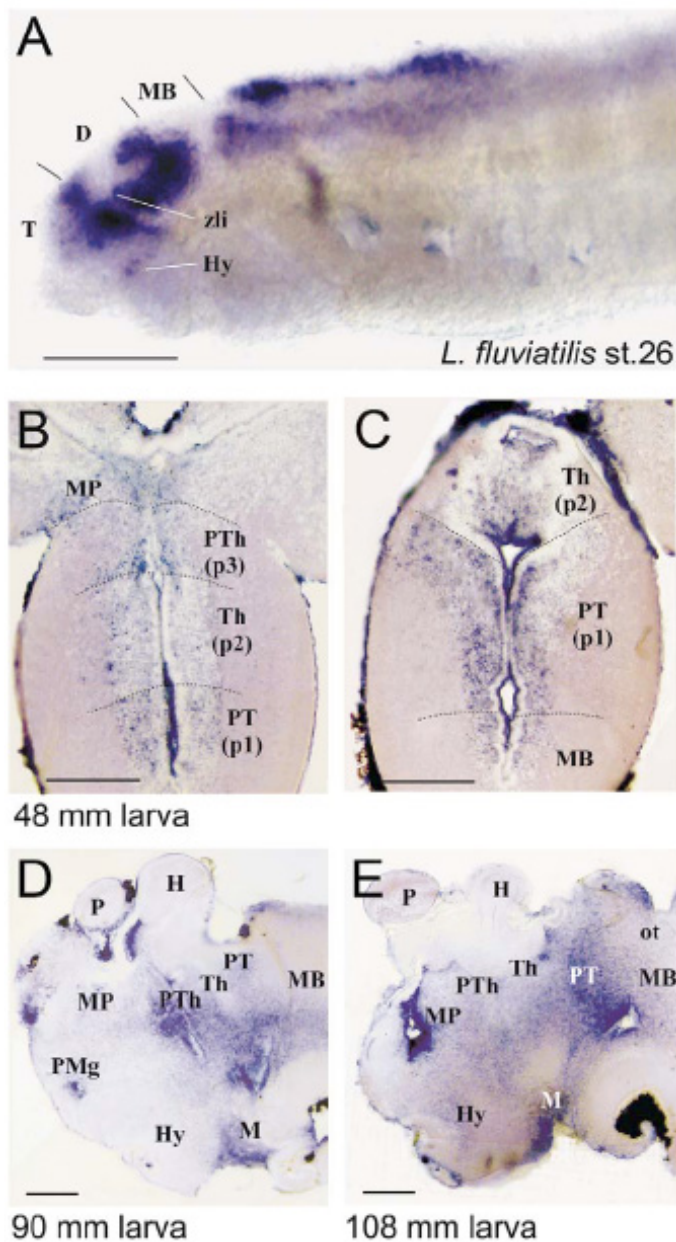 A
MB
D
T
zli
Hy
L. fluviatilis st.26
B
MP
PTh
(p3)
Th
(p2)
PT
(p1)
48 mm larva
C
Th
(p2)
PT
(p1)
MB
D
P
H
PT
Th
MB
MP
PTh
PMg
Hy
M
90 mm larva
E
P
H
ot
Th
PT
MB
PTh
MP
M
Hy
108 mm larva